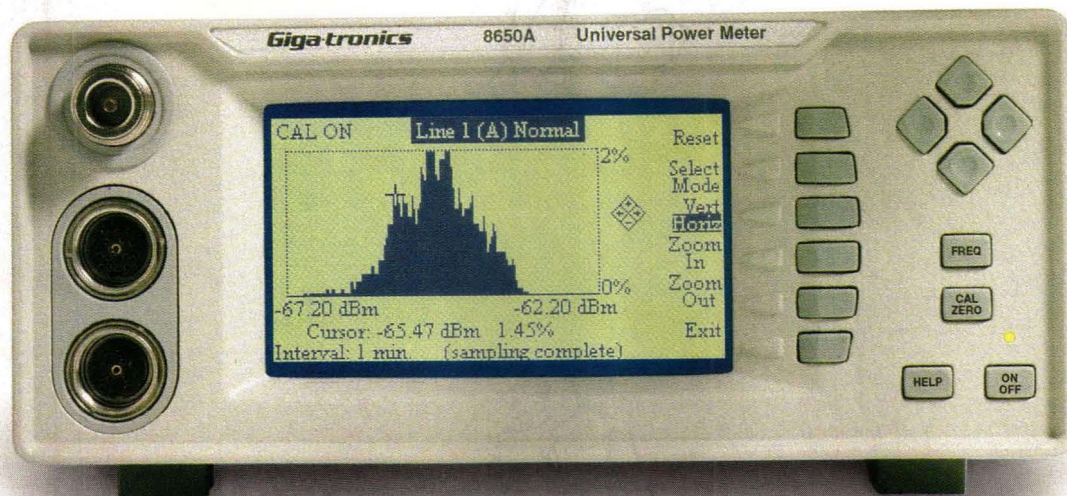 Giga-tronics 8650A Universal Power Meter
CAL ON Line 1 (A) Normal
2%
0%
-67.20 dBm -62.20 dBm
Cursor: -65.47 dBm 1.45%
Interval: 1 min. (sampling complete)
Reset
Select
Mode
Vert
Horiz
Zoom
In
Zoom
Out
Exit
FREQ
CAL
ZERO
HELP
ON
OFF